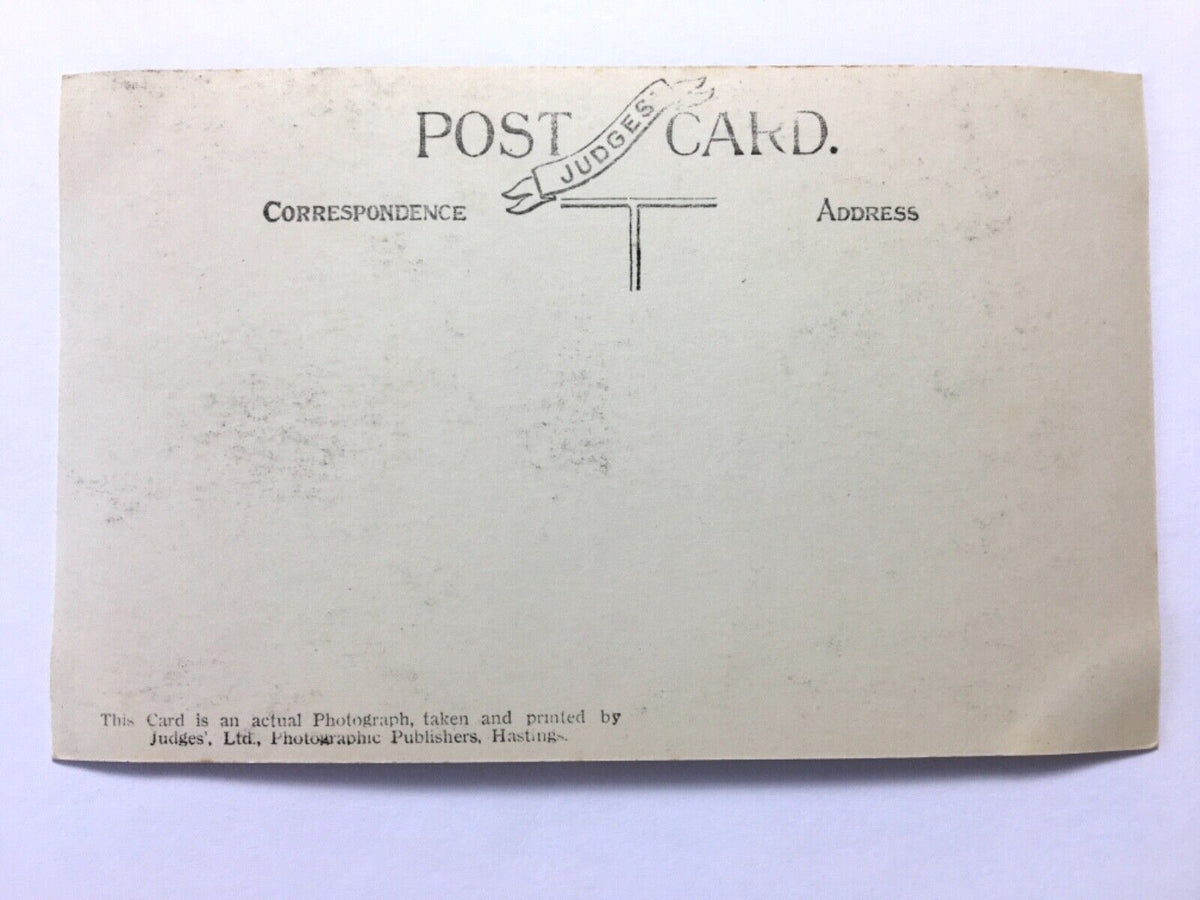 POST JUDGES' CARD.
CORRESPONDENCE ADDRESS
This Card is an actual Photograph, taken and printed by
Judges', Ltd., Photographic Publishers, Hastings.